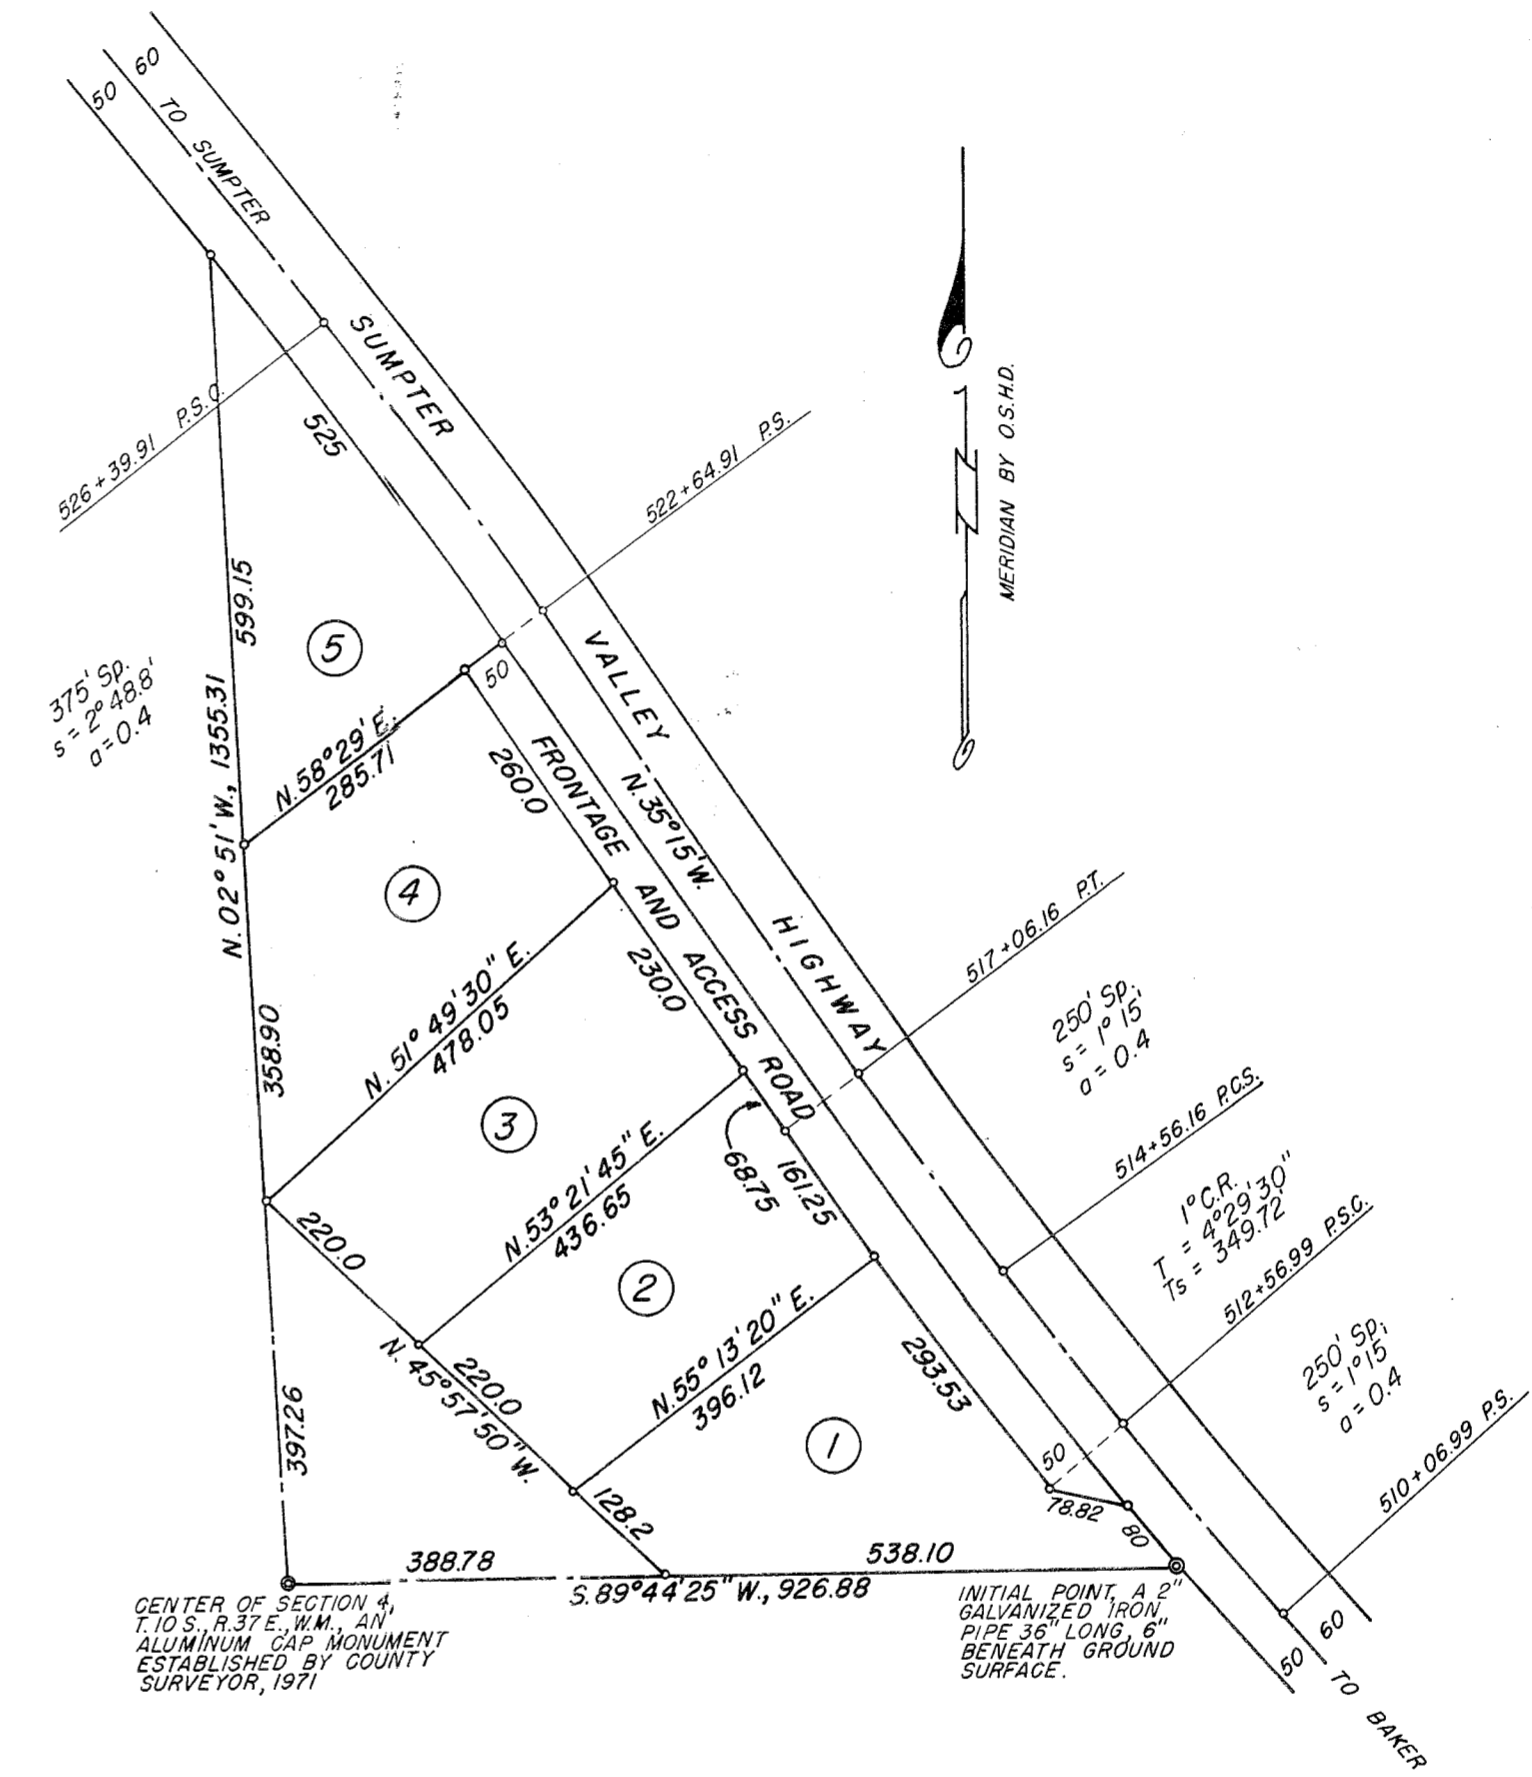 60
50
TO SUMPTER
SUMPTER
VALLEY
HIGHWAY
MERIDIAN BY O.S.H.D.
526+39.91 P.S.C.
525
522+64.91 P.S.
599.15
5
375' Sp.
s = 2° 48.8'
a = 0.4
N. 02° 51' W., 1355.31
N. 58° 29' E.
285.71
50
260.0
FRONTAGE AND ACCESS ROAD
N. 35° 15' W.
4
517+06.16 P.T.
N. 51° 49' 30" E.
478.05
230.0
358.90
250' Sp.;
s = 1° 15'
a = 0.4
514+56.16 P.C.S.
3
N. 53° 21' 45" E.
436.65
68.75
161.25
1° C.R.
T = 4° 29' 30"
Ts = 349.72'
512+56.99 P.S.C.
220.0
2
N. 55° 13' 20" E.
396.12
293.53
250' Sp;
s = 1° 15'
a = 0.4
510+06.99 P.S.
220.0
N. 45° 57' 50" W.
397.26
1
50
78.82
80
128.2
388.78
538.10
S. 89° 44' 25" W., 926.88
CENTER OF SECTION 4,
T. 10 S., R. 37 E., W.M., AN
ALUMINUM CAP MONUMENT
ESTABLISHED BY COUNTY
SURVEYOR, 1971
INITIAL POINT, A 2"
GALVANIZED IRON
PIPE 36" LONG, 6"
BENEATH GROUND
SURFACE.
60
50
TO BAKER